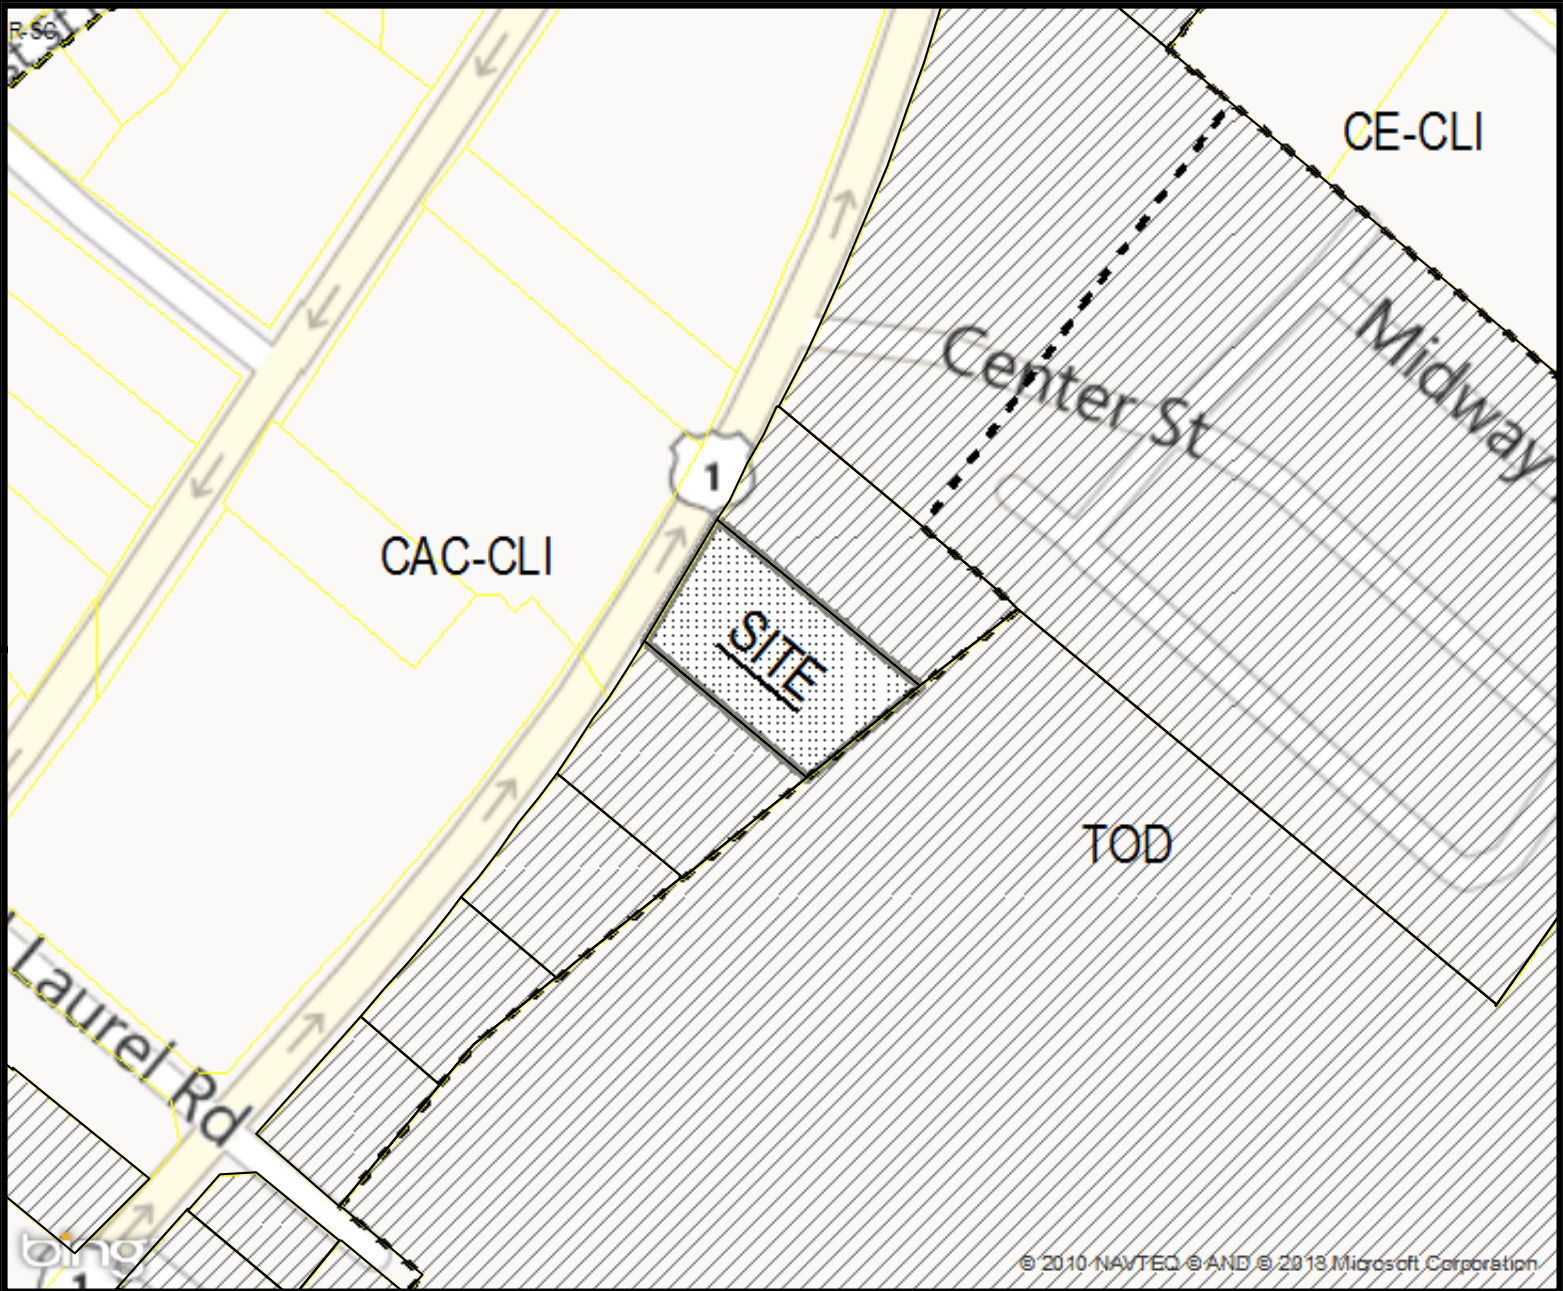 R-SC
CE-CLI
Center St
Midway
1
CAC-CLI
SITE
TOD
Laurel Rd
bing
1
© 2010 NAVTEQ © AND © 2013 Microsoft Corporation